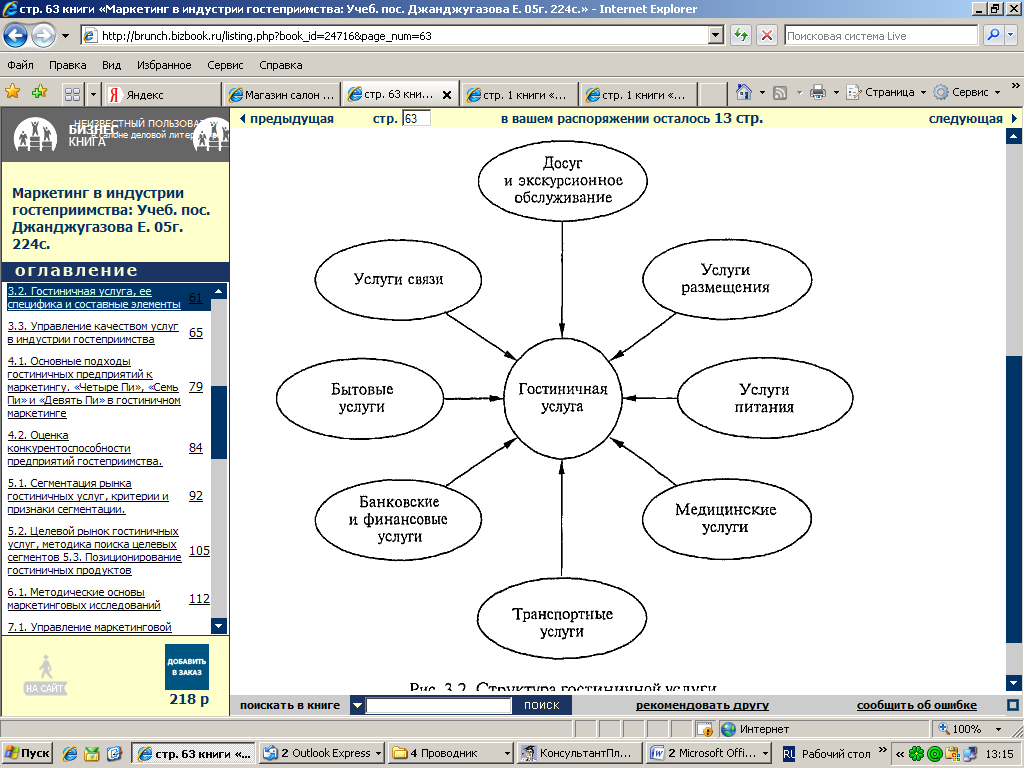 стр. 63 книги «Маркетинг в индустрии гостеприимства: Учеб. пос. Джанджугазова Е. 05г. 224с.» - Internet Explorer
http://brunch.bizbook.ru/listing.php?book_id=24716&page_num=63
Поисковая система Live
Файл Правка Вид Избранное Сервис Справка
Яндекс
Магазин салон ...
стр. 63 кни...
стр. 1 книги «...
стр. 1 книги «...
Страница
Сервис
»
БИЗНЕС
КНИГА
НЕИЗВЕСТНЫЙ ПОЛЬЗОВАТ
в салоне деловой литерат
предыдущая
стр. 63
в вашем распоряжении осталось 13 стр.
следующая
Маркетинг в индустрии
гостеприимства: Учеб. пос.
Джанджугазова Е. 05г.
224с.
оглавление
3.2. Гостиничная услуга, ее
специфика и составные элементы 61
3.3. Управление качеством услуг
в индустрии гостеприимства 65
4.1. Основные подходы
гостиничных предприятий к
маркетингу. «Четыре Пи», «Семь
Пи» и «Девять Пи» в гостиничном
маркетинге 79
4.2. Оценка
конкурентоспособности
предприятий гостеприимства. 84
5.1. Сегментация рынка
гостиничных услуг, критерии и
признаки сегментации. 92
5.2. Целевой рынок гостиничных
услуг, методика поиска целевых
сегментов 5.3. Позиционирование
гостиничных продуктов 105
6.1. Методические основы
маркетинговых исследований 112
7.1. Управление маркетинговой
НА САЙТ
ДОБАВИТЬ
В ЗАКАЗ
218 р
Досуг
и экскурсионное
обслуживание
Услуги связи
Услуги
размещения
Бытовые
услуги
Гостиничная
услуга
Услуги
питания
Банковские
и финансовые
услуги
Медицинские
услуги
Транспортные
услуги
Рис. 3.2. Структура гостиничной услуги
поискать в книге
ПОИСК
рекомендовать другу
сообщить об ошибке
Интернет
100%
Пуск
стр. 63 книги «...
2 Outlook Express
4 Проводник
КонсультантПл...
2 Microsoft Offi...
RU
Рабочий стол
»
«
13:15